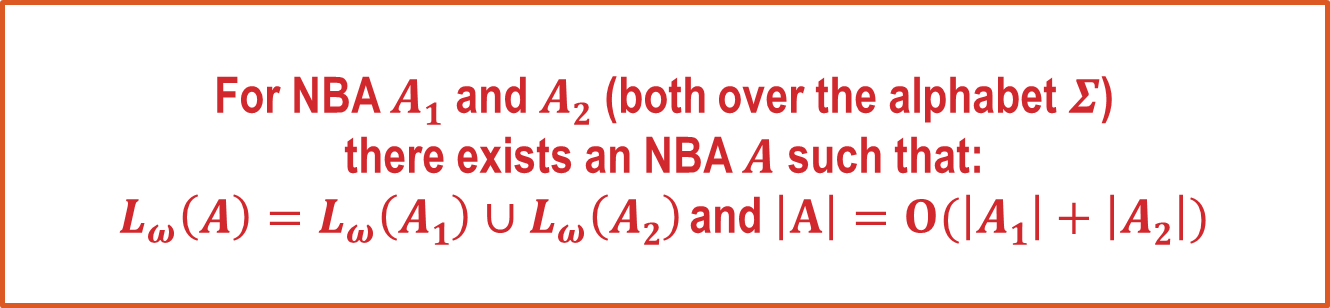 For NBA 𝑨₁ and 𝑨₂ (both over the alphabet 𝜮)
there exists an NBA 𝑨 such that:
𝑳_𝝎(𝑨) = 𝑳_𝝎(𝑨₁) ∪ 𝑳_𝝎(𝑨₂) and |𝐀| = 𝐎(|𝑨₁| + |𝑨₂|)